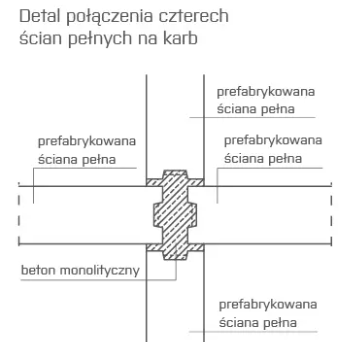 Detal połączenia czterech
ścian pełnych na karb
prefabrykowana
ściana pełna
prefabrykowana
ściana pełna
prefabrykowana
ściana pełna
beton monolityczny
prefabrykowana
ściana pełna